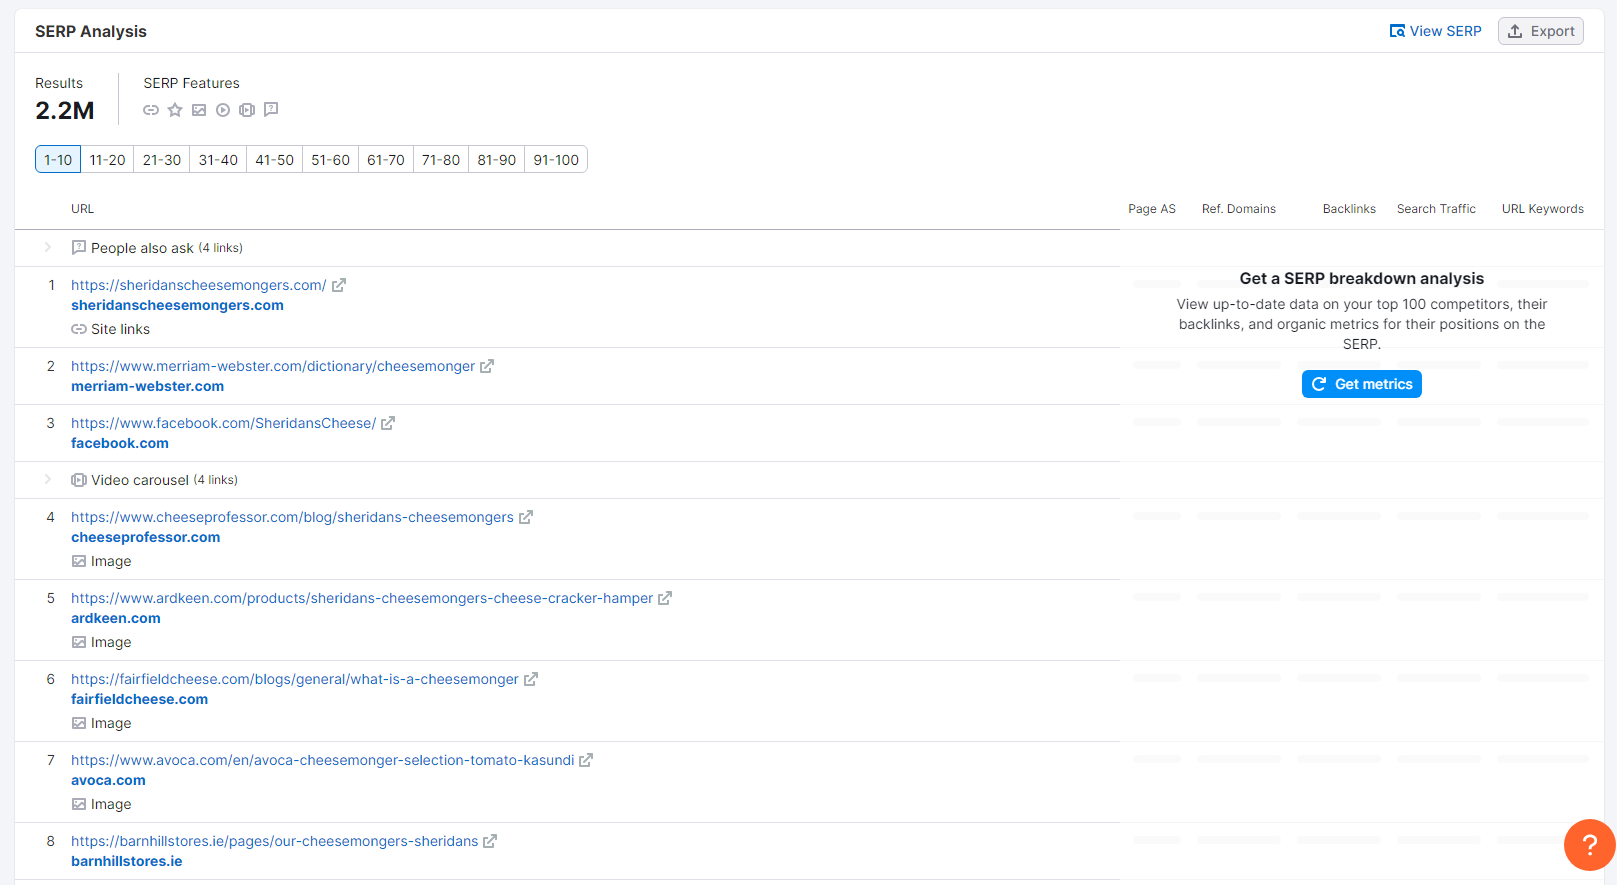 SERP Analysis
View SERP
Export
Results
SERP Features
2.2M
1-10 11-20 21-30 31-40 41-50 51-60 61-70 71-80 81-90 91-100
URL Page AS Ref. Domains Backlinks Search Traffic URL Keywords
People also ask (4 links)
1 https://sheridanscheesemongers.com/
sheridanscheesemongers.com
Site links
Get a SERP breakdown analysis
View up-to-date data on your top 100 competitors, their
backlinks, and organic metrics for their positions on the
SERP.
Get metrics
2 https://www.merriam-webster.com/dictionary/cheesemonger
merriam-webster.com
3 https://www.facebook.com/SheridansCheese/
facebook.com
Video carousel (4 links)
4 https://www.cheeseprofessor.com/blog/sheridans-cheesemongers
cheeseprofessor.com
Image
5 https://www.ardkeen.com/products/sheridans-cheesemongers-cheese-cracker-hamper
ardkeen.com
Image
6 https://fairfieldcheese.com/blogs/general/what-is-a-cheesemonger
fairfieldcheese.com
Image
7 https://www.avoca.com/en/avoca-cheesemonger-selection-tomato-kasundi
avoca.com
Image
8 https://barnhillstores.ie/pages/our-cheesemongers-sheridans
barnhillstores.ie
?